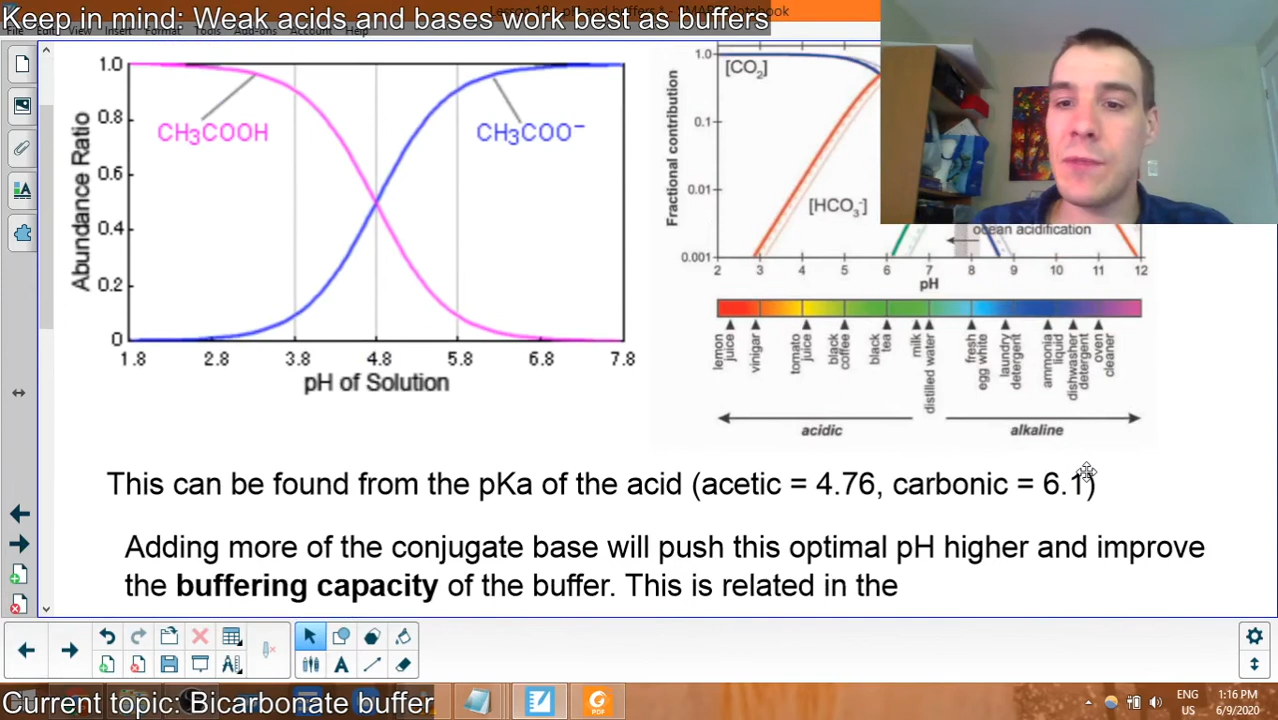 Keep in mind: Weak acids and bases work best as buffers
1.0
0.8
0.6
0.4
0.2
0
Abundance Ratio
CH₃COOH
CH₃COO⁻
1.8 2.8 3.8 4.8 5.8 6.8 7.8
pH of Solution
1.0
0.1
0.01
0.001
Fractional contribution
[CO₂]
[HCO₃⁻]
ocean acidification
2 3 4 5 6 7 8 9 10 11 12
pH
lemon juice
vinigar
tomato juice
black coffee
black tea
milk
distilled water
fresh egg white
laundry detergent
ammonia liquid
dishwasher detergent
oven cleaner
acidic
alkaline
This can be found from the pKa of the acid (acetic = 4.76, carbonic = 6.1)
Adding more of the conjugate base will push this optimal pH higher and improve
the buffering capacity of the buffer. This is related in the
Current topic: Bicarbonate buffer
ENG
US
1:16 PM
6/9/2020